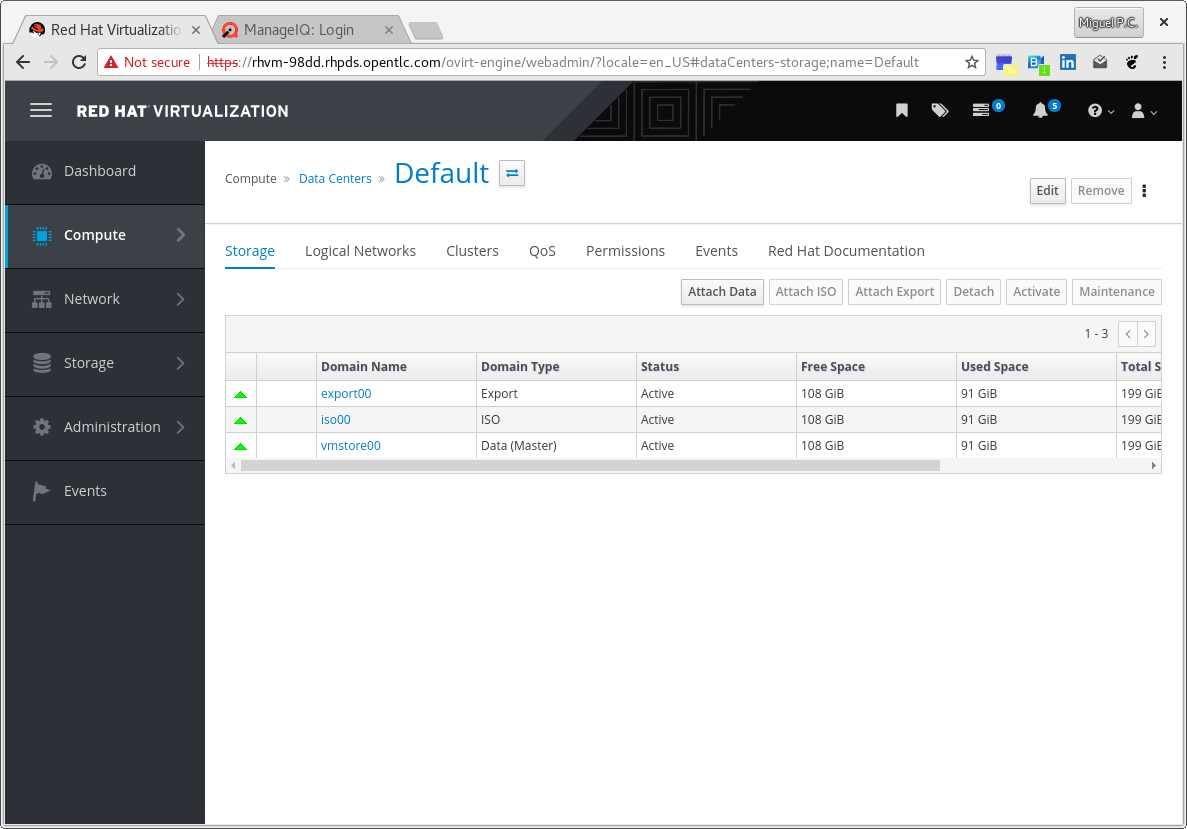 Red Hat Virtualizatio
ManageIQ: Login
Miguel P.C.
Not secure
https://rhvm-98dd.rhpds.opentlc.com/ovirt-engine/webadmin/?locale=en_US#dataCenters-storage;name=Default
1
RED HAT VIRTUALIZATION
0
5
Dashboard
Compute
Network
Storage
Administration
Events
Compute » Data Centers » Default
Edit
Remove
Storage Logical Networks Clusters QoS Permissions Events Red Hat Documentation
Attach Data Attach ISO Attach Export Detach Activate Maintenance
1 - 3
Domain Name Domain Type Status Free Space Used Space Total S
export00 Export Active 108 GiB 91 GiB 199 GiB
iso00 ISO Active 108 GiB 91 GiB 199 GiB
vmstore00 Data (Master) Active 108 GiB 91 GiB 199 GiB